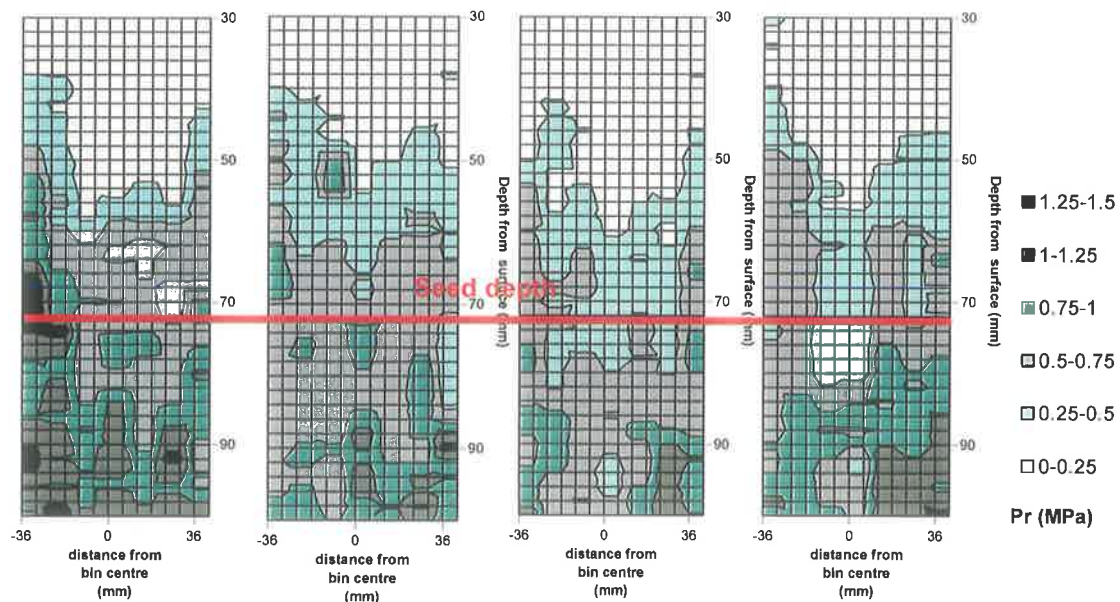 30
50
70
90
-36
0
36
distance from
bin centre
(mm)
30
50
70
90
Depth from surface (mm)
-36
0
36
distance from
bin centre
(mm)
30
50
70
90
Depth from surface (mm)
-36
0
36
distance from
bin centre
(mm)
30
50
70
90
Depth from surface (mm)
-36
0
36
distance from
bin centre
(mm)
Seed depth
1.25-1.5
1-1.25
0.75-1
0.5-0.75
0.25-0.5
0-0.25
Pr (MPa)